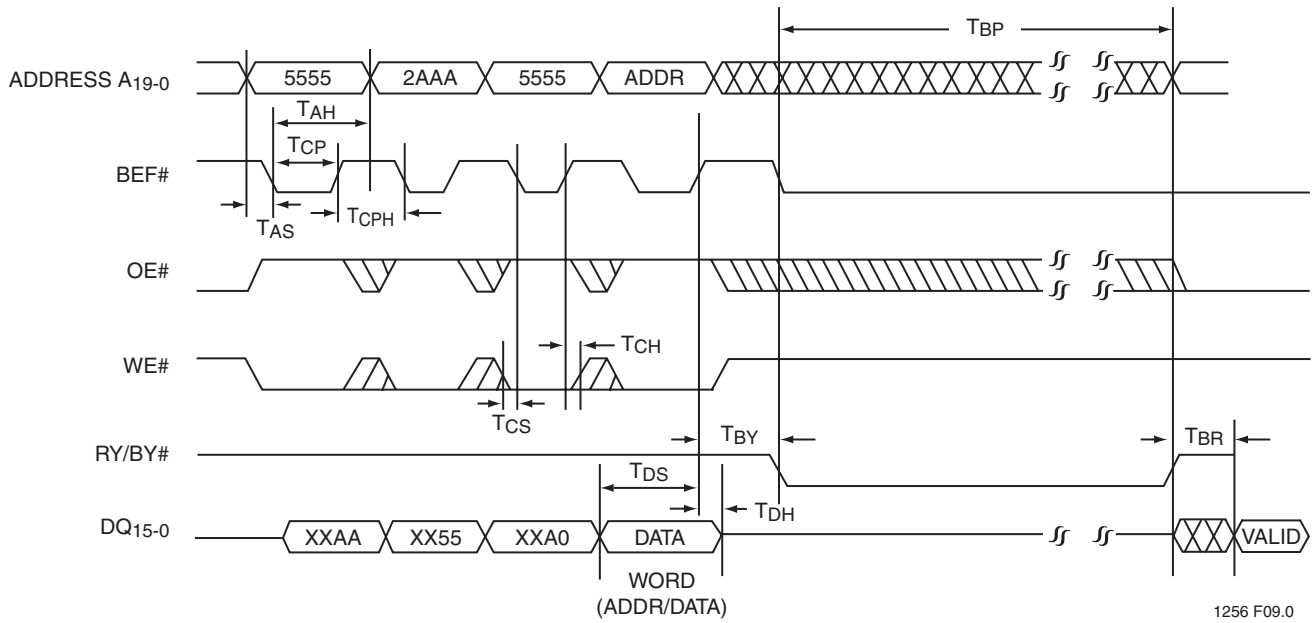 TBP
ADDRESS A19-0 5555 2AAA 5555 ADDR
TAH
TCP
BEF#
TAS TCPH
OE#
TCH
WE#
TCS
TBY TBR
RY/BY#
TDS
TDH
DQ15-0 XXAA XX55 XXA0 DATA VALID
WORD
(ADDR/DATA)
1256 F09.0